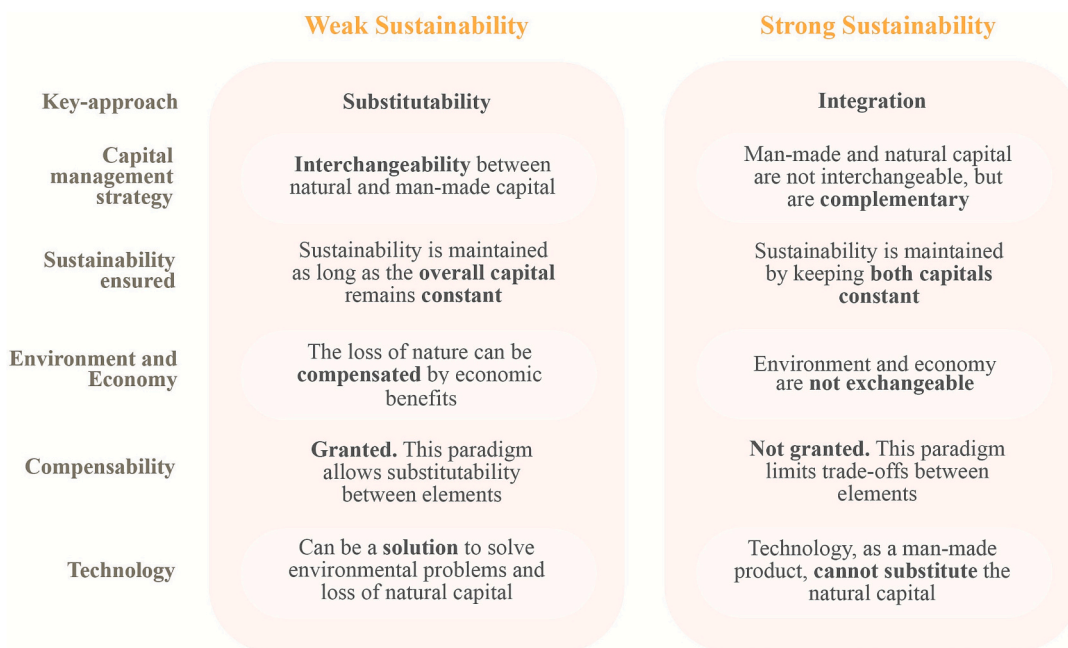 Weak Sustainability
Strong Sustainability
Key-approach
Substitutability
Integration
Capital
management
strategy
Interchangeability between
natural and man-made capital
Man-made and natural capital
are not interchangeable, but
are complementary
Sustainability
ensured
Sustainability is maintained
as long as the overall capital
remains constant
Sustainability is maintained
by keeping both capitals
constant
Environment and
Economy
The loss of nature can be
compensated by economic
benefits
Environment and economy
are not exchangeable
Compensability
Granted. This paradigm
allows substitutability
between elements
Not granted. This paradigm
limits trade-offs between
elements
Technology
Can be a solution to solve
environmental problems and
loss of natural capital
Technology, as a man-made
product, cannot substitute the
natural capital